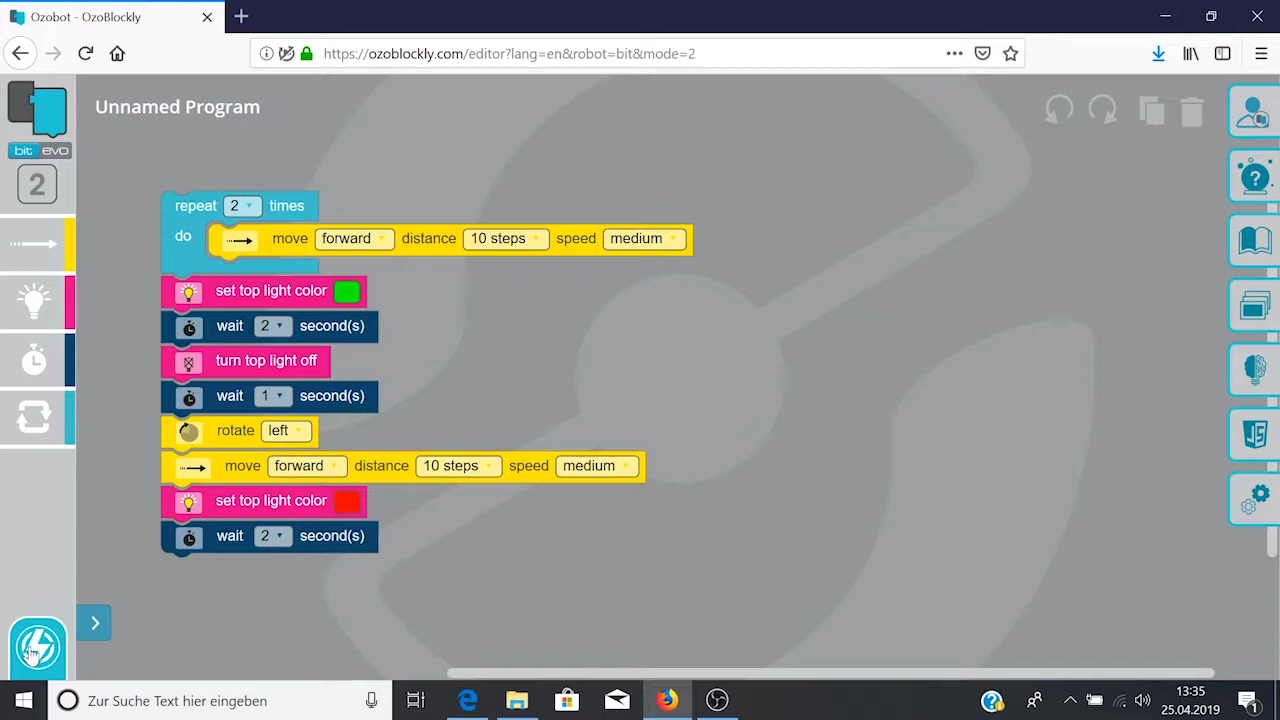 Ozobot - OzoBlockly
https://ozoblockly.com/editor?lang=en&robot=bit&mode=2
Unnamed Program
bit evo
2
repeat 2 times
do move forward distance 10 steps speed medium
set top light color
wait 2 second(s)
turn top light off
wait 1 second(s)
rotate left
move forward distance 10 steps speed medium
set top light color
wait 2 second(s)
?
JS
Zur Suche Text hier eingeben
13:35
25.04.2019
1